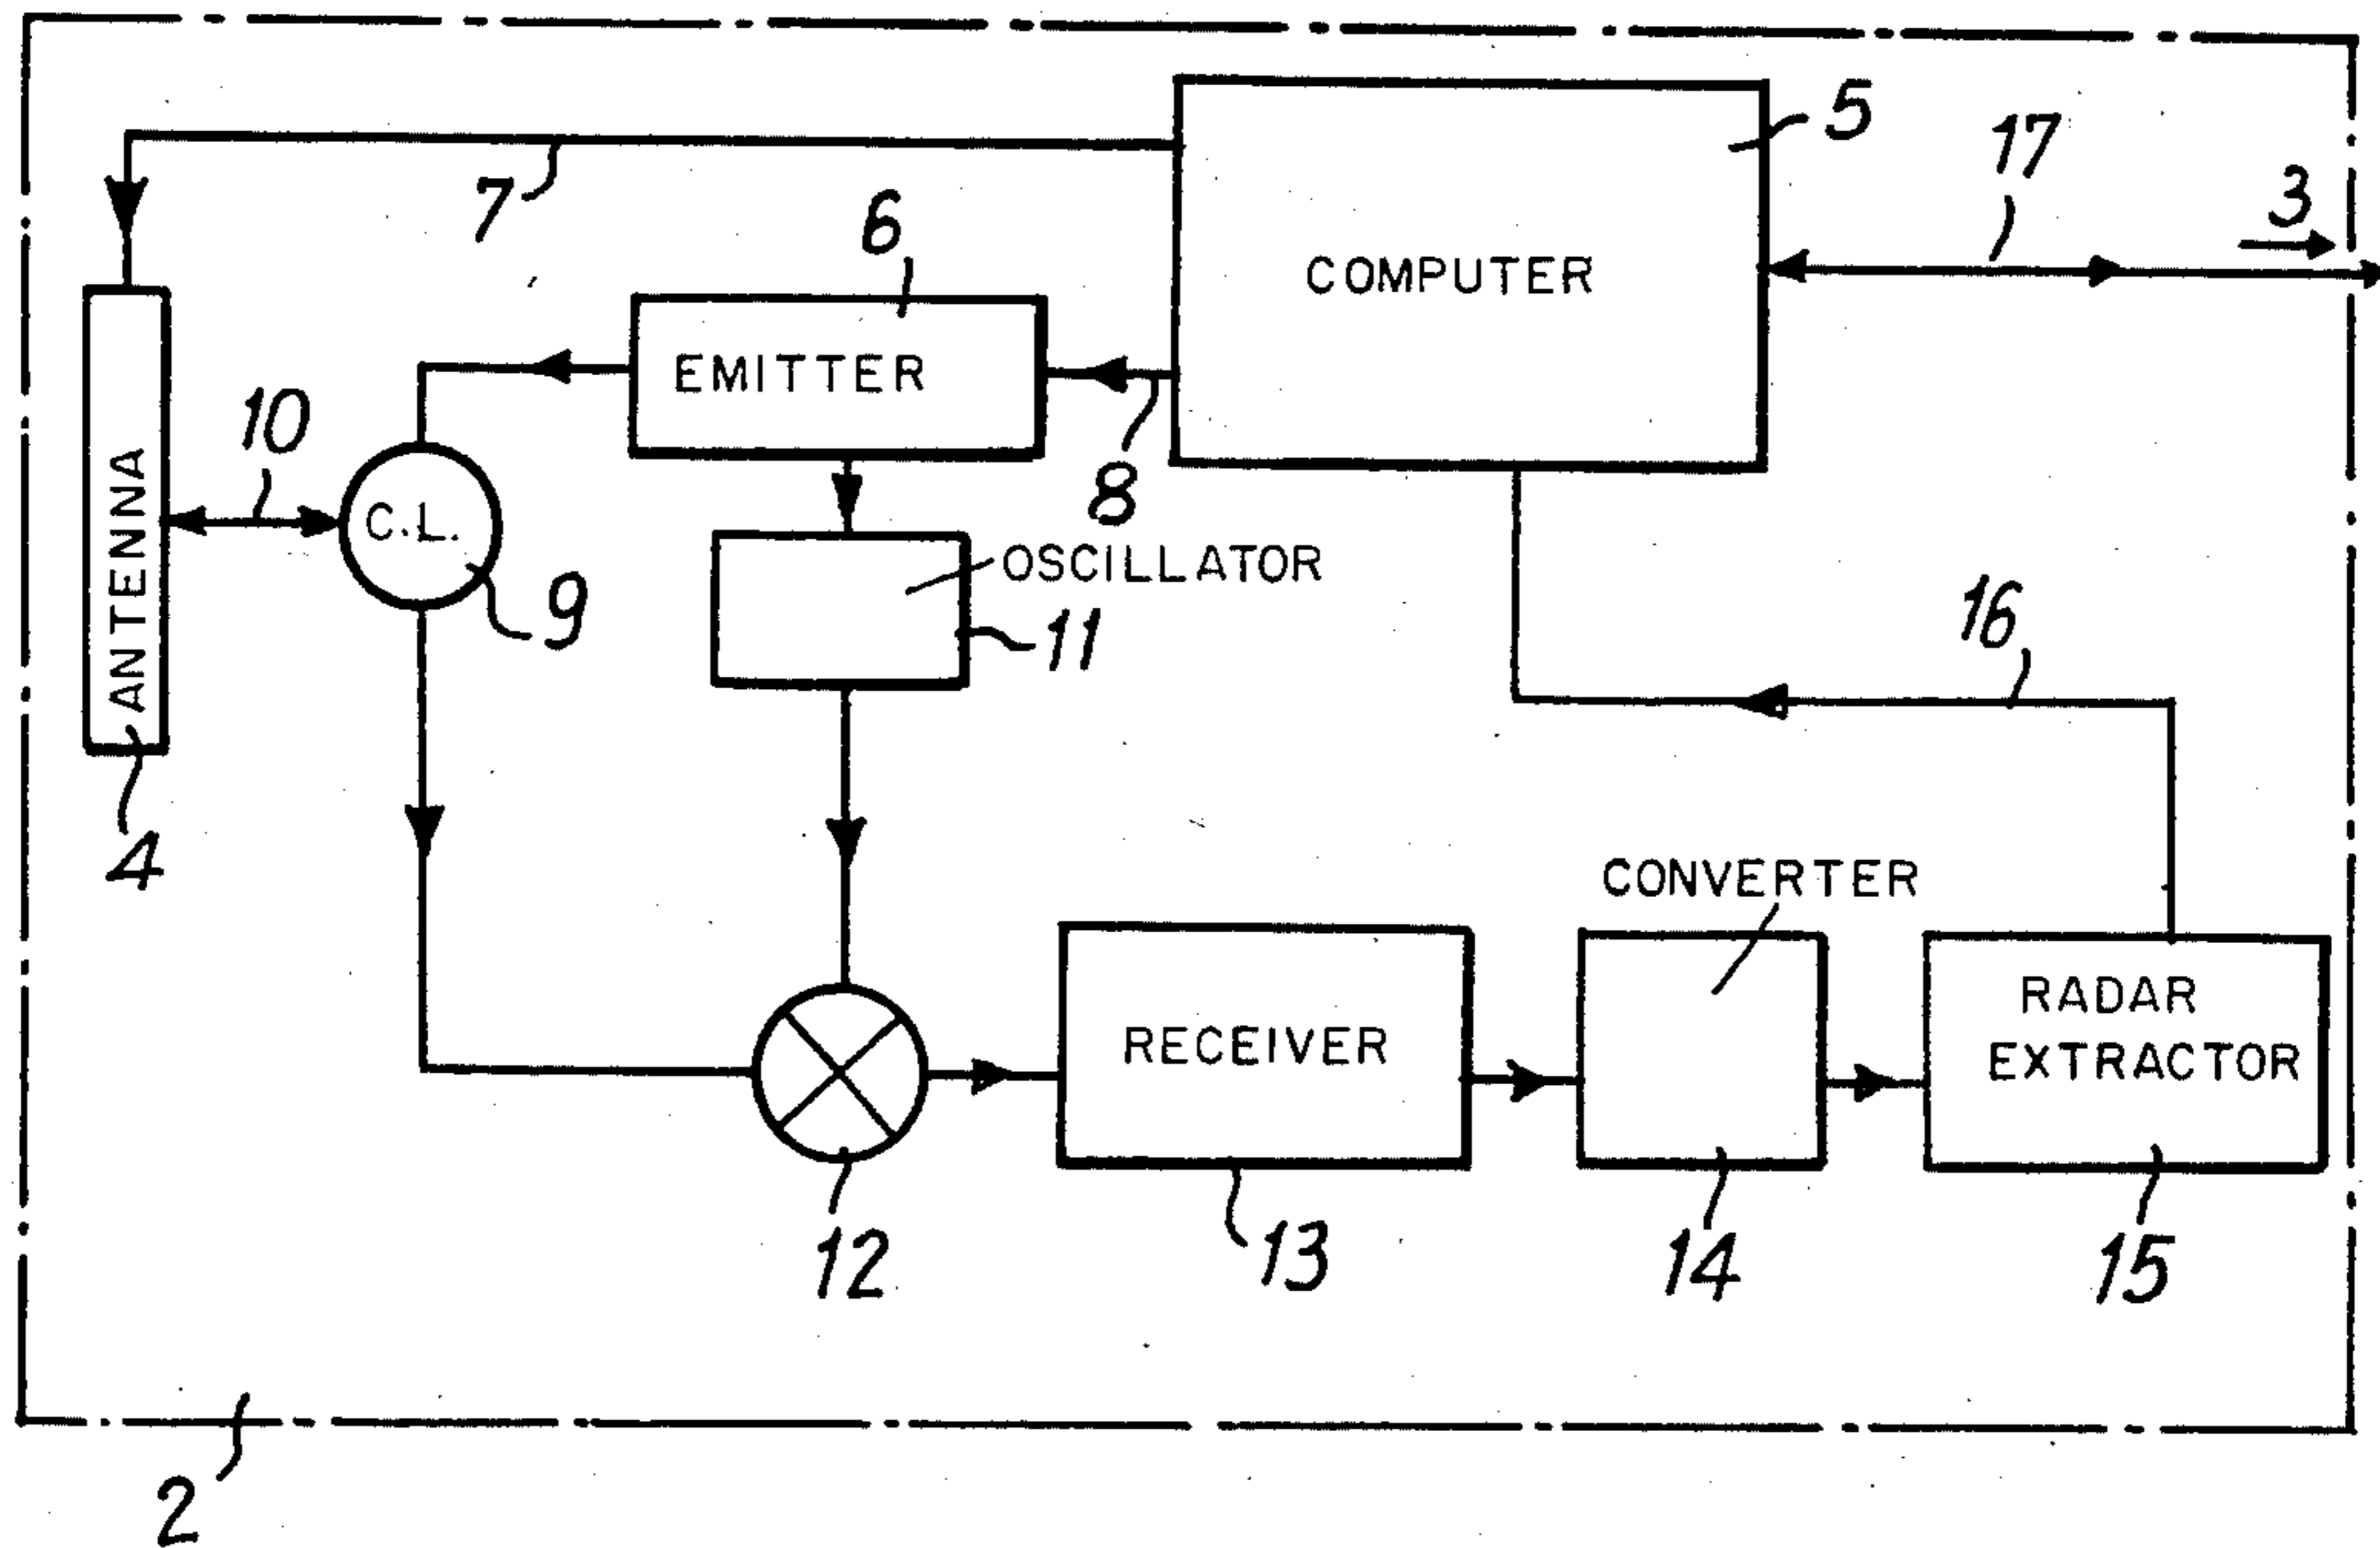 5
17
3
7
6
COMPUTER
EMITTER
10
8
C.L.
ANTENNA
OSCILLATOR
9
11
16
4
CONVERTER
RECEIVER
RADAR
EXTRACTOR
12
13
14
15
2